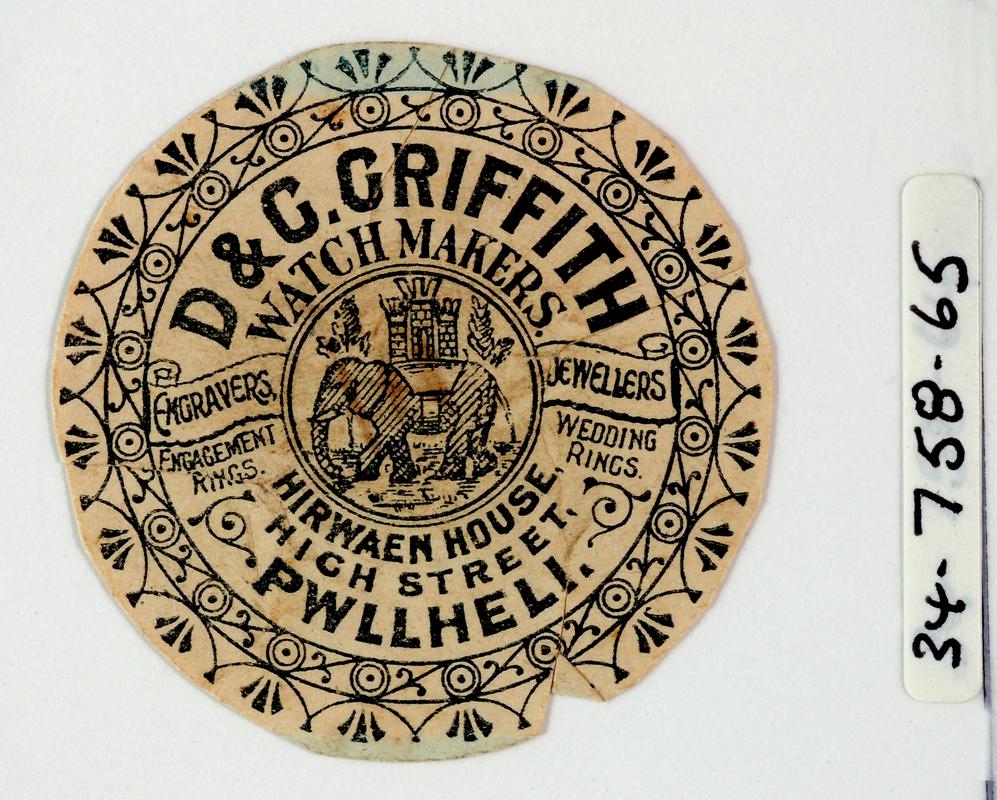 D & G. GRIFFITH
WATCH MAKERS.
ENGRAVERS,
ENGAGEMENT
RINGS.
JEWELLERS
WEDDING
RINGS.
HIRWAEN HOUSE,
HIGH STREET,
PWLLHELI.
34-758-65